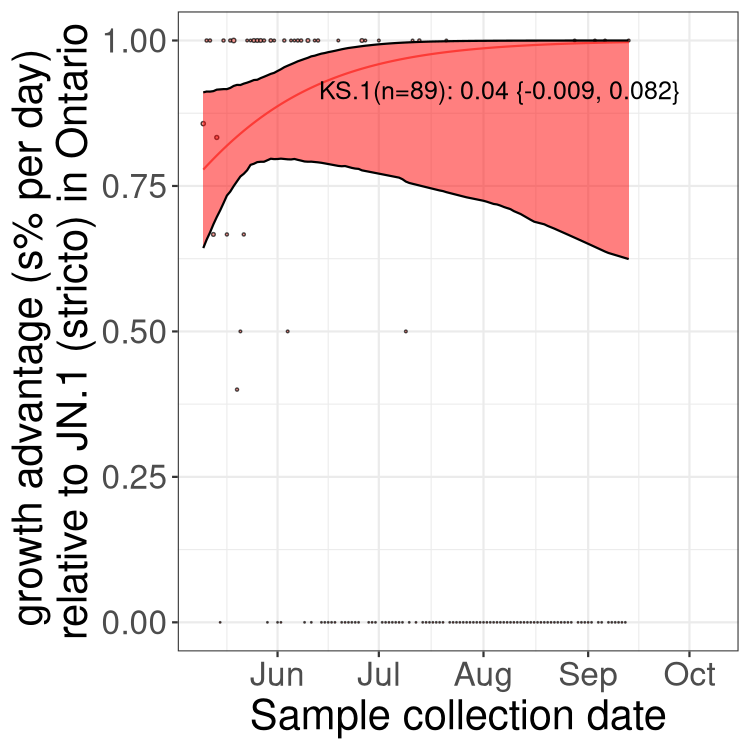 growth advantage (s% per day)
relative to JN.1 (stricto) in Ontario
1.00
0.75
0.50
0.25
0.00
KS.1(n=89): 0.04 {-0.009, 0.082}
Jun Jul Aug Sep Oct
Sample collection date